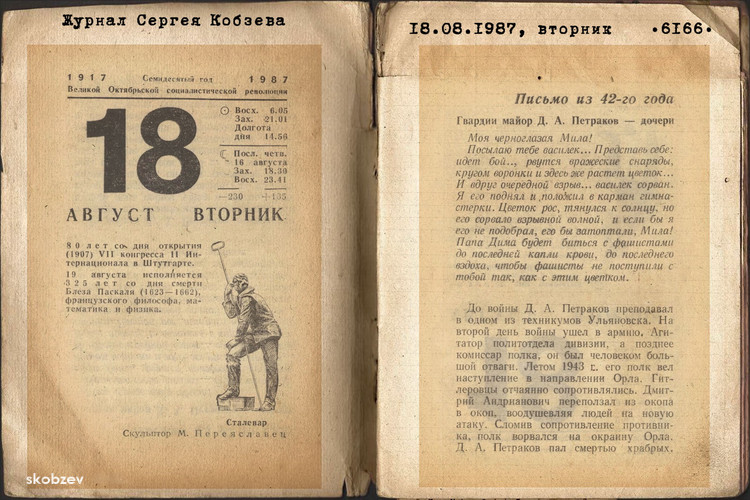 Журнал Сергея Кобзева
1917 Семидесятый год 1987
Великой Октябрьской социалистической революции
18
Восх. 6.05
Зах. 21.01
Долгота
дня 14.56
Посл. четв.
16 августа
Зах. 18.30
Восх. 23.41
—230 +135
АВГУСТ ВТОРНИК
80 лет со дня открытия
(1907) VII конгресса II Ин-
тернационала в Штутгарте.
19 августа исполняется
325 лет со дня смерти
Блеза Паскаля (1623—1662),
французского философа, ма-
тематика и физика.
Сталевар
Скульптор М. Переяславец
skobzev
18.08.1987, вторник •6166•
Письмо из 42-го года
Гвардии майор Д. А. Петраков — дочери
Моя черноглазая Мила!
Посылаю тебе василек... Представь себе:
идет бой.., рвутся вражеские снаряды,
кругом воронки и здесь же растет цветок...
И вдруг очередной взрыв... василек сорван.
Я его поднял и положил в карман гимна-
стерки. Цветок рос, тянулся к солнцу, но
его сорвало взрывной волной, и если бы я
его не подобрал, его бы затоптали, Мила!
Папа Дима будет биться с фашистами
до последней капли крови, до последнего
вздоха, чтобы фашисты не поступили с
тобой так, как с этим цветком.
До войны Д. А. Петраков преподавал
в одном из техникумов Ульяновска. На
второй день войны ушел в армию. Аги-
татор политотдела дивизии, а позднее
комиссар полка, он был человеком боль-
шой отваги. Летом 1943 г. его полк вел
наступление в направлении Орла. Гит-
леровцы отчаянно сопротивлялись. Дмит-
рий Андрианович переползал из окопа
в окоп, воодушевляя людей на новую
атаку. Сломив сопротивление противни-
ка, полк ворвался на окраину Орла.
Д. А. Петраков пал смертью храбрых.